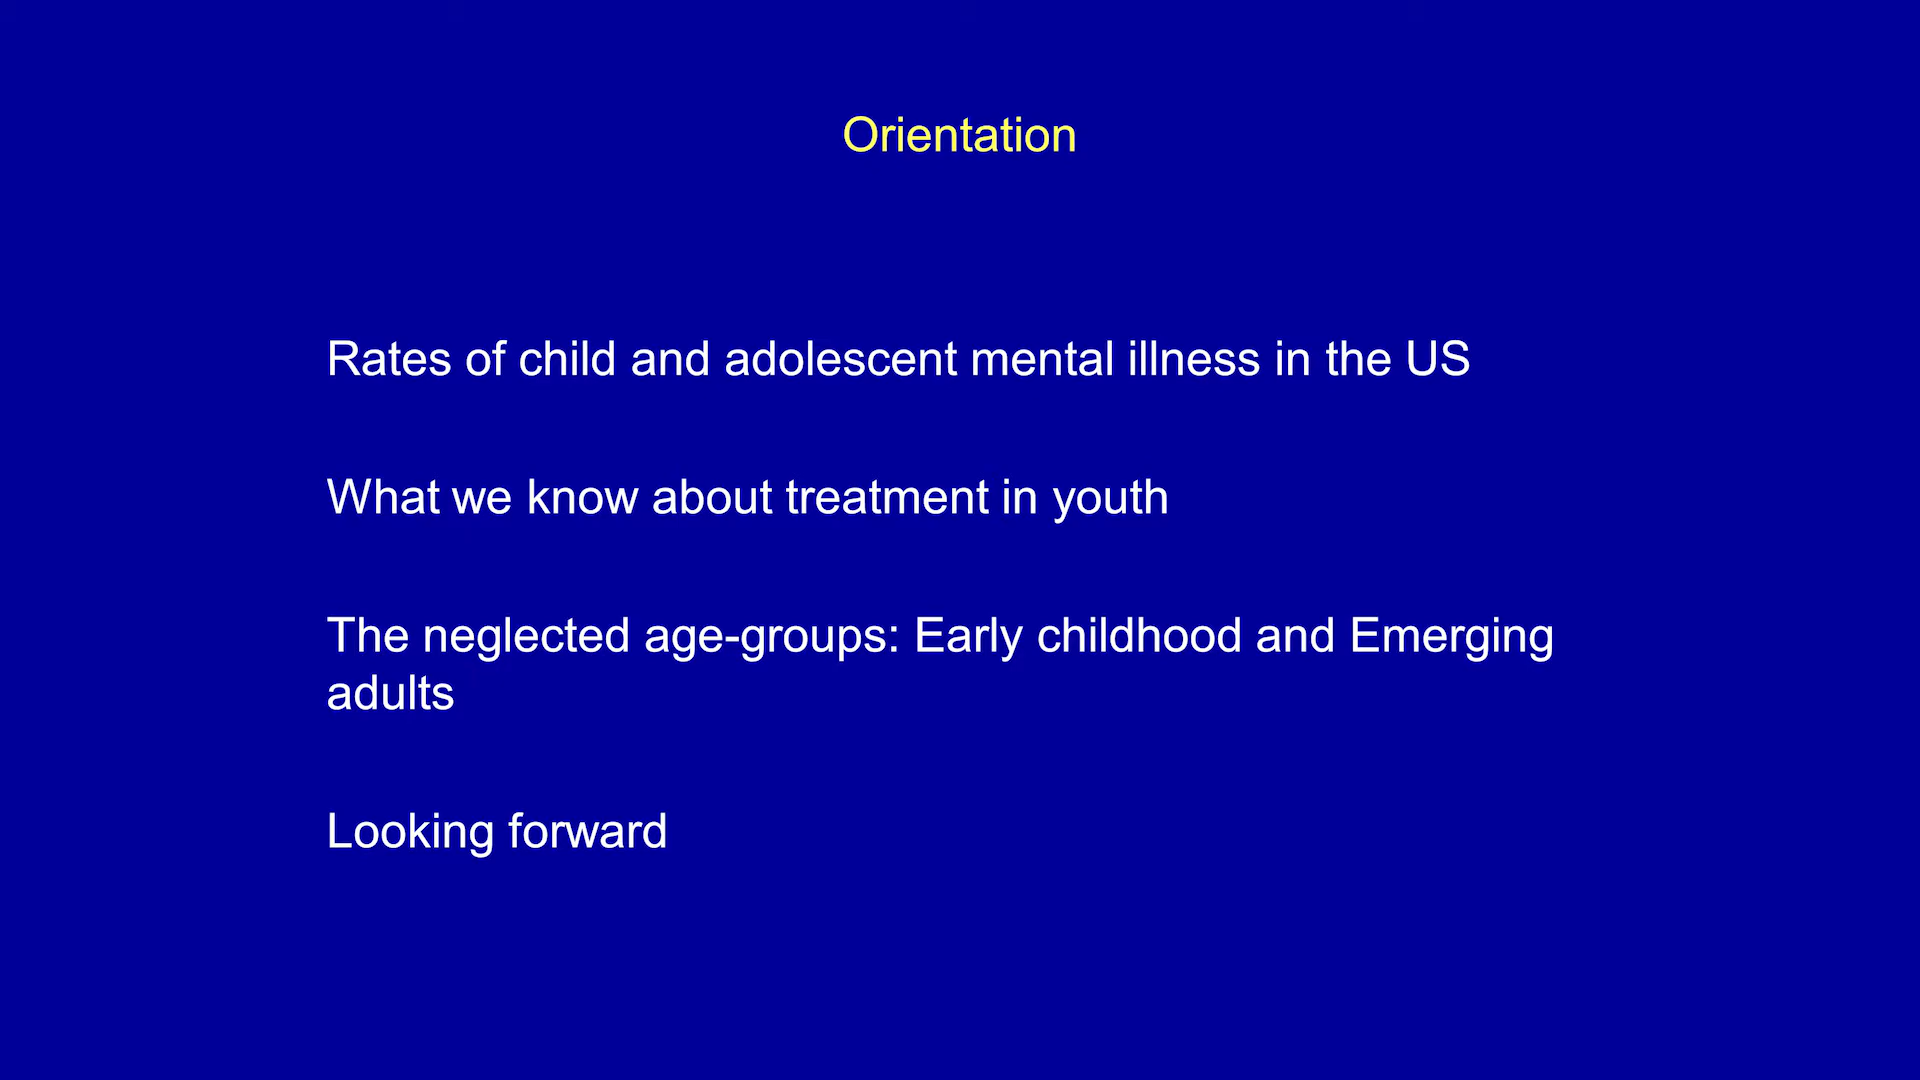 Orientation
Rates of child and adolescent mental illness in the US
What we know about treatment in youth
The neglected age-groups: Early childhood and Emerging
adults
Looking forward